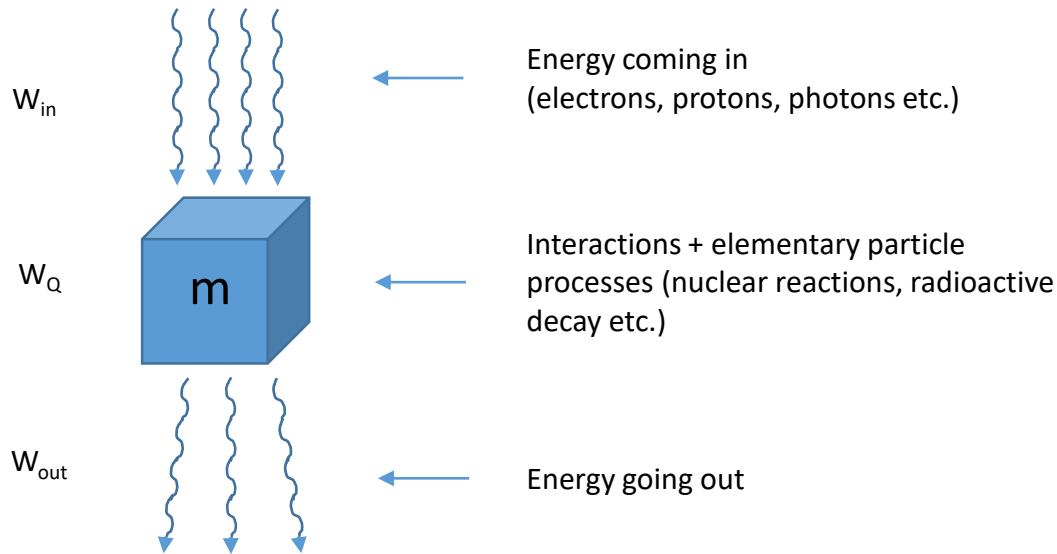 Energy coming in
W_in
(electrons, protons, photons etc.)
Interactions + elementary particle
W_Q
m
processes (nuclear reactions, radioactive
decay etc.)
W_out
Energy going out